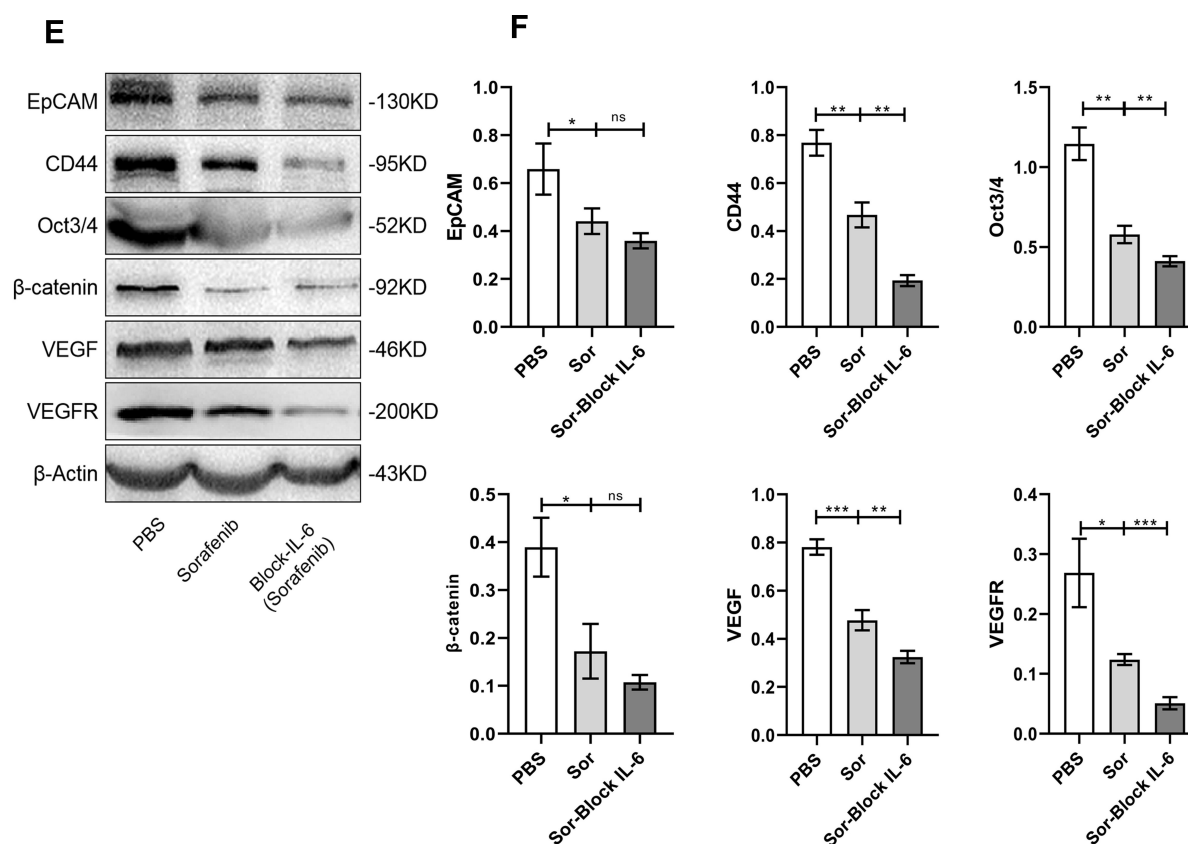 E
EpCAM -130KD
CD44 -95KD
Oct3/4 -52KD
β-catenin -92KD
VEGF -46KD
VEGFR -200KD
β-Actin -43KD
PBS
Sorafenib
Block-IL-6
(Sorafenib)
F
EpCAM
1.0
0.8
0.6
0.4
0.2
0.0
* ns
PBS
Sor
Sor-Block IL-6
CD44
1.0
0.8
0.6
0.4
0.2
0.0
** **
PBS
Sor
Sor-Block IL-6
Oct3/4
1.5
1.0
0.5
0.0
** **
PBS
Sor
Sor-Block IL-6
β-catenin
0.5
0.4
0.3
0.2
0.1
0.0
* ns
PBS
Sor
Sor-Block IL-6
VEGF
1.0
0.8
0.6
0.4
0.2
0.0
*** **
PBS
Sor
Sor-Block IL-6
VEGFR
0.4
0.3
0.2
0.1
0.0
* ***
PBS
Sor
Sor-Block IL-6